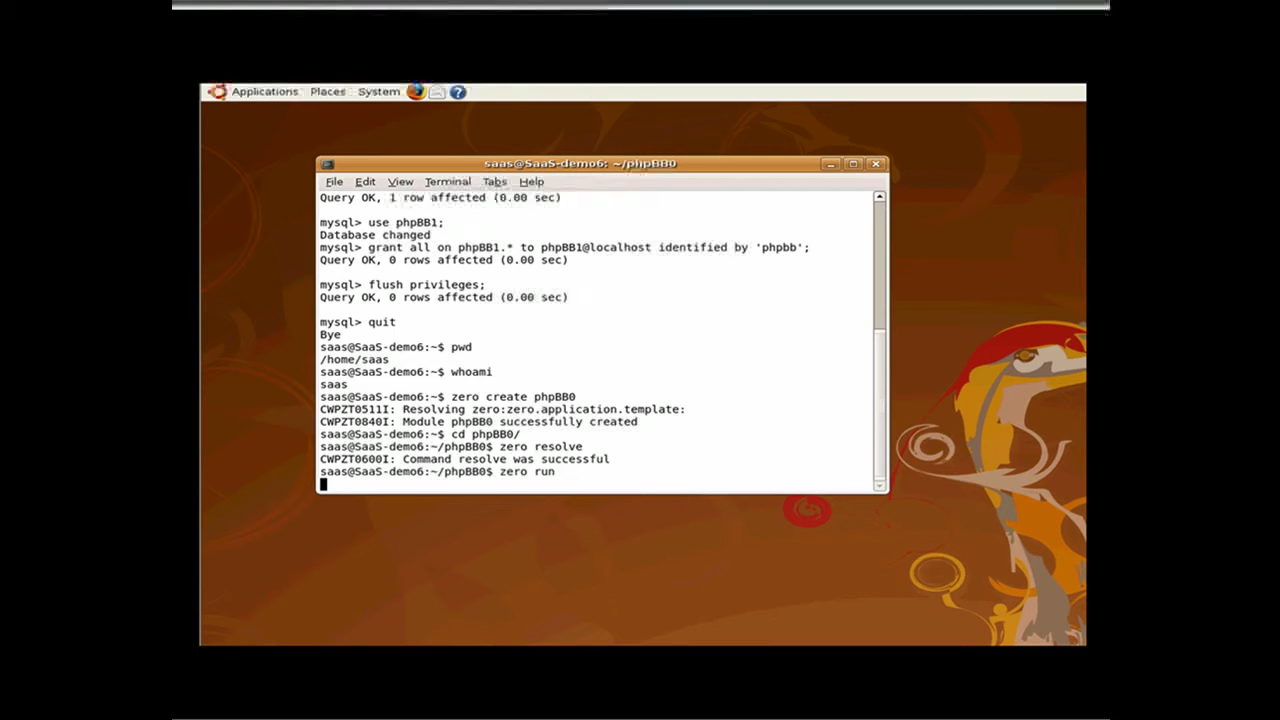 Applications Places System
saas@SaaS-demo6: ~/phpBB0
File Edit View Terminal Tabs Help
Query OK, 1 row affected (0.00 sec)
mysql> use phpBB1;
Database changed
mysql> grant all on phpBB1.* to phpBB1@localhost identified by 'phpbb';
Query OK, 0 rows affected (0.00 sec)
mysql> flush privileges;
Query OK, 0 rows affected (0.00 sec)
mysql> quit
Bye
saas@SaaS-demo6:~$ pwd
/home/saas
saas@SaaS-demo6:~$ whoami
saas
saas@SaaS-demo6:~$ zero create phpBB0
CWPZT0511I: Resolving zero:zero.application.template:
CWPZT0840I: Module phpBB0 successfully created
saas@SaaS-demo6:~$ cd phpBB0/
saas@SaaS-demo6:~/phpBB0$ zero resolve
CWPZT0600I: Command resolve was successful
saas@SaaS-demo6:~/phpBB0$ zero run